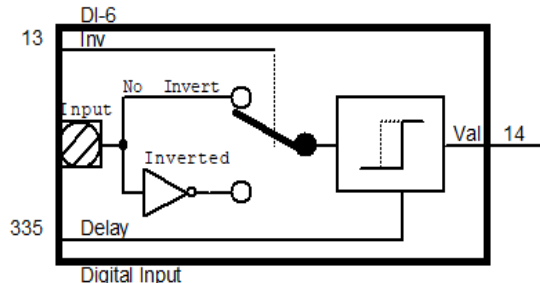 DI-6
13 Inv
No Invert
Input
Inverted
Val 14
335 Delay
Digital Input